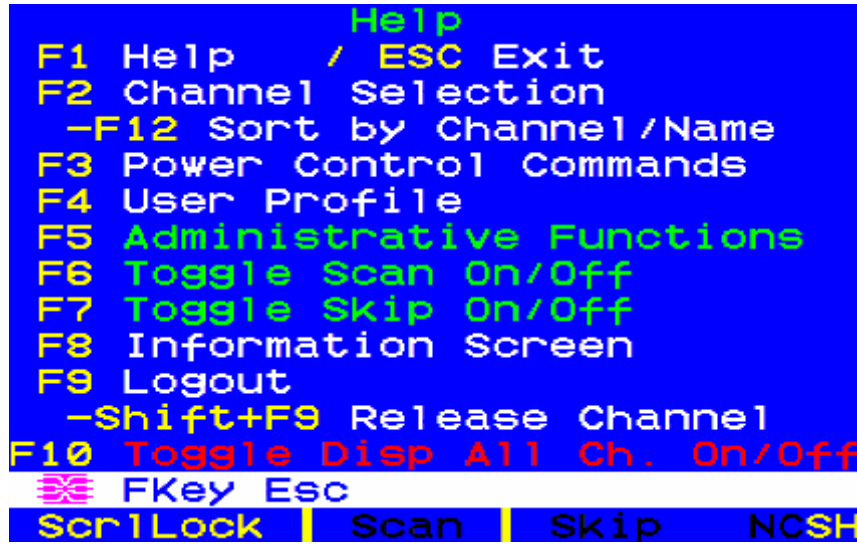 Help
F1 Help / ESC Exit
F2 Channel Selection
-F12 Sort by Channel/Name
F3 Power Control Commands
F4 User Profile
F5 Administrative Functions
F6 Toggle Scan On/Off
F7 Toggle Skip On/Off
F8 Information Screen
F9 Logout
-Shift+F9 Release Channel
F10 Toggle Disp All Ch. On/Off
FKey Esc
ScrlLock Scan Skip NCSH